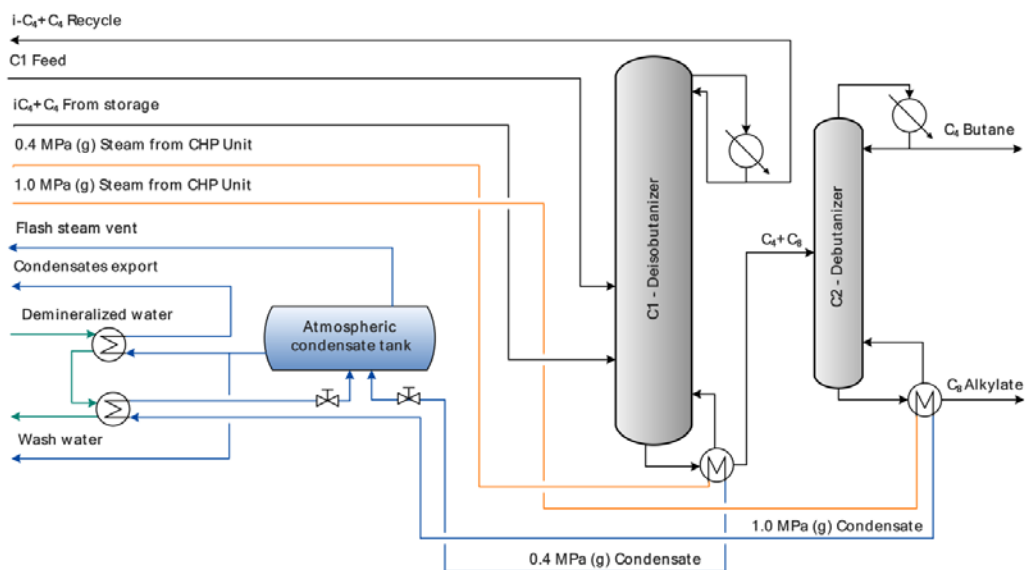 i-C₄+C₄ Recycle
C1 Feed
iC₄+C₄ From storage
0.4 MPa (g) Steam from CHP Unit
1.0 MPa (g) Steam from CHP Unit
Flash steam vent
Condensates export
Demineralized water
Atmospheric
condensate tank
Wash water
C1 - Deisobutanizer
C₄+C₈
C2 - Debutanizer
C₄ Butane
C₈ Alkylate
1.0 MPa (g) Condensate
0.4 MPa (g) Condensate